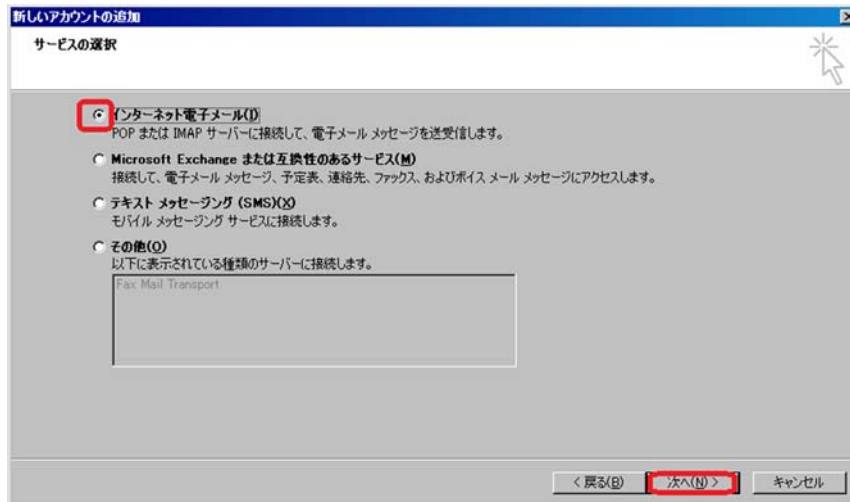 新しいアカウントの追加
サービスの選択
インターネット電子メール(I)
POP または IMAP サーバーに接続して、電子メール メッセージを送受信します。
Microsoft Exchange または互換性のあるサービス(M)
接続して、電子メール メッセージ、予定表、連絡先、ファックス、およびボイス メール メッセージにアクセスします。
テキスト メッセージング (SMS)(X)
モバイル メッセージング サービスに接続します。
その他(O)
以下に表示されている種類のサーバーに接続します。
Fax Mail Transport
< 戻る(B) 次へ(N) > キャンセル